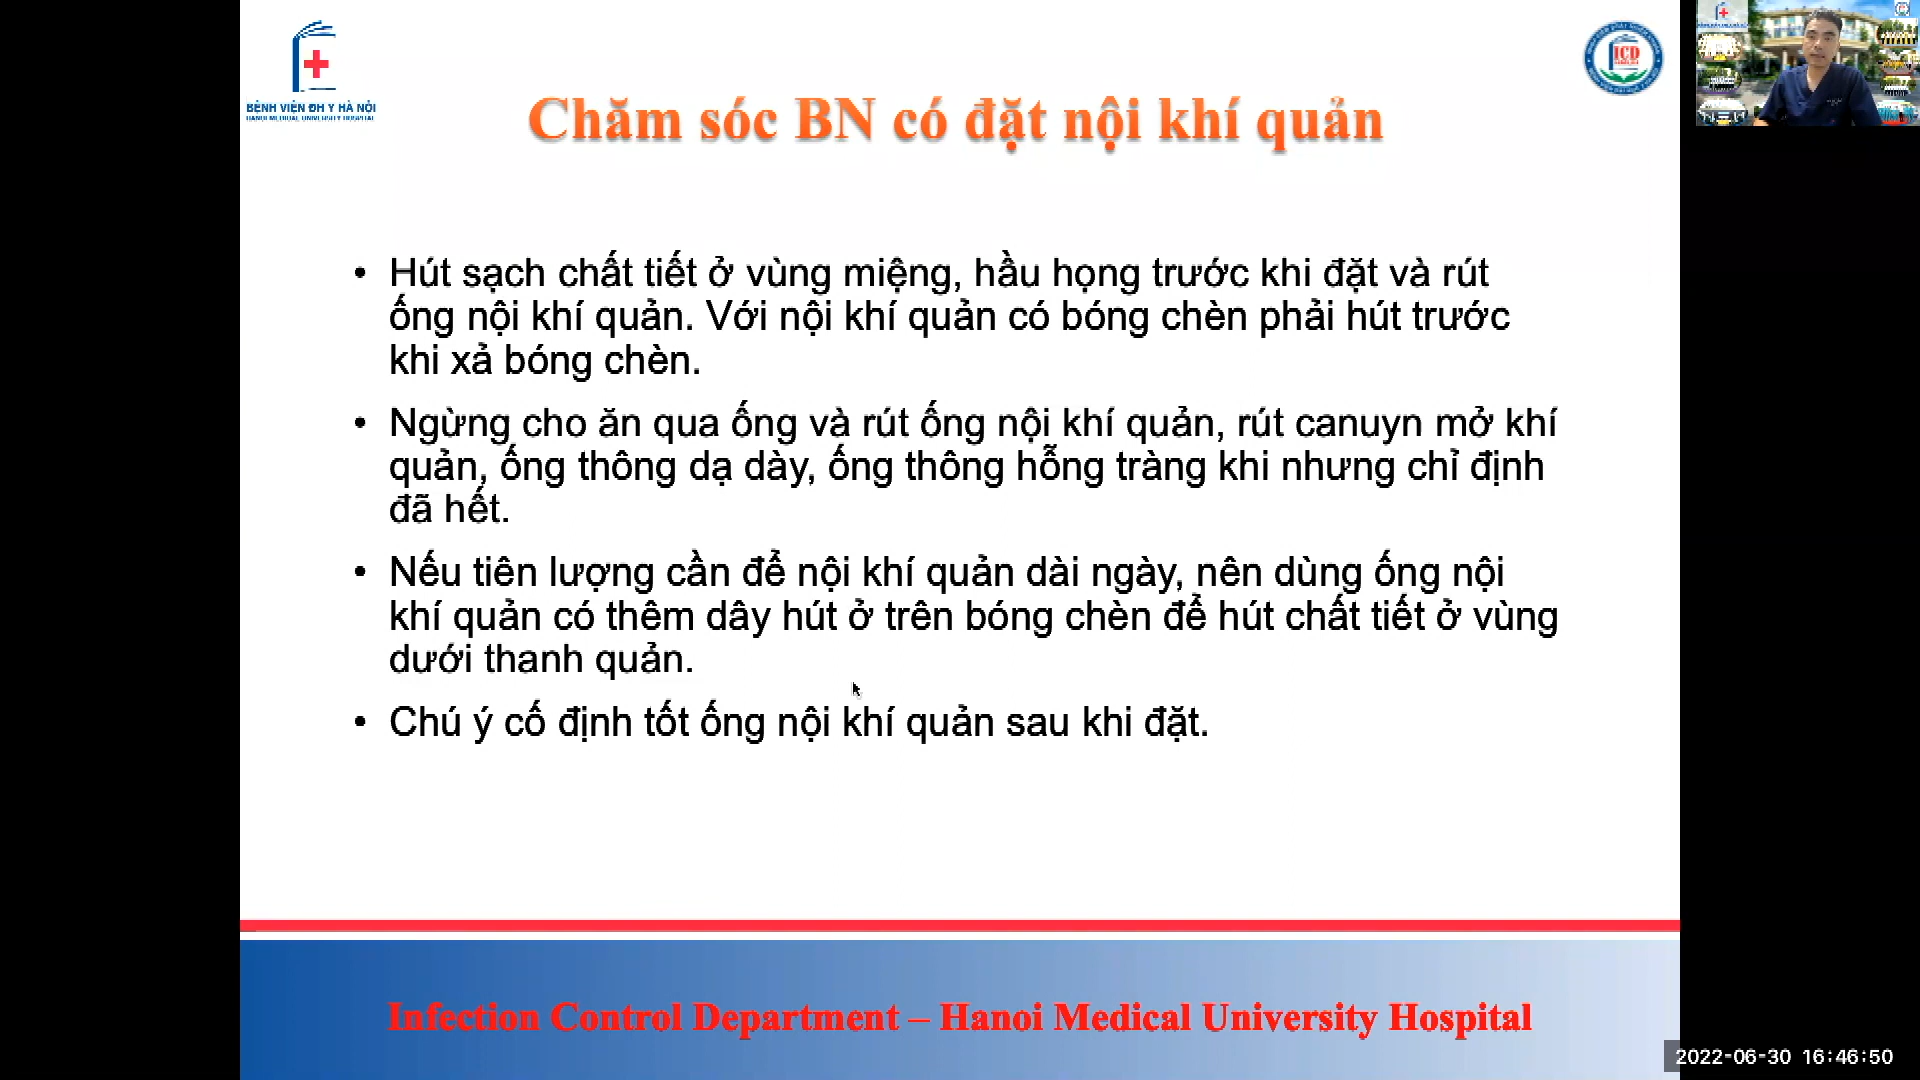 BỆNH VIỆN ĐH Y HÀ NỘI
HANOI MEDICAL UNIVERSITY HOSPITAL
ICD
Chăm sóc BN có đặt nội khí quản
• Hút sạch chất tiết ở vùng miệng, hầu họng trước khi đặt và rút
ống nội khí quản. Với nội khí quản có bóng chèn phải hút trước
khi xả bóng chèn.
• Ngừng cho ăn qua ống và rút ống nội khí quản, rút canuyn mở khí
quản, ống thông dạ dày, ống thông hỗng tràng khi nhưng chỉ định
đã hết.
• Nếu tiên lượng cần để nội khí quản dài ngày, nên dùng ống nội
khí quản có thêm dây hút ở trên bóng chèn để hút chất tiết ở vùng
dưới thanh quản.
• Chú ý cố định tốt ống nội khí quản sau khi đặt.
Infection Control Department – Hanoi Medical University Hospital
2022-06-30 16:46:50